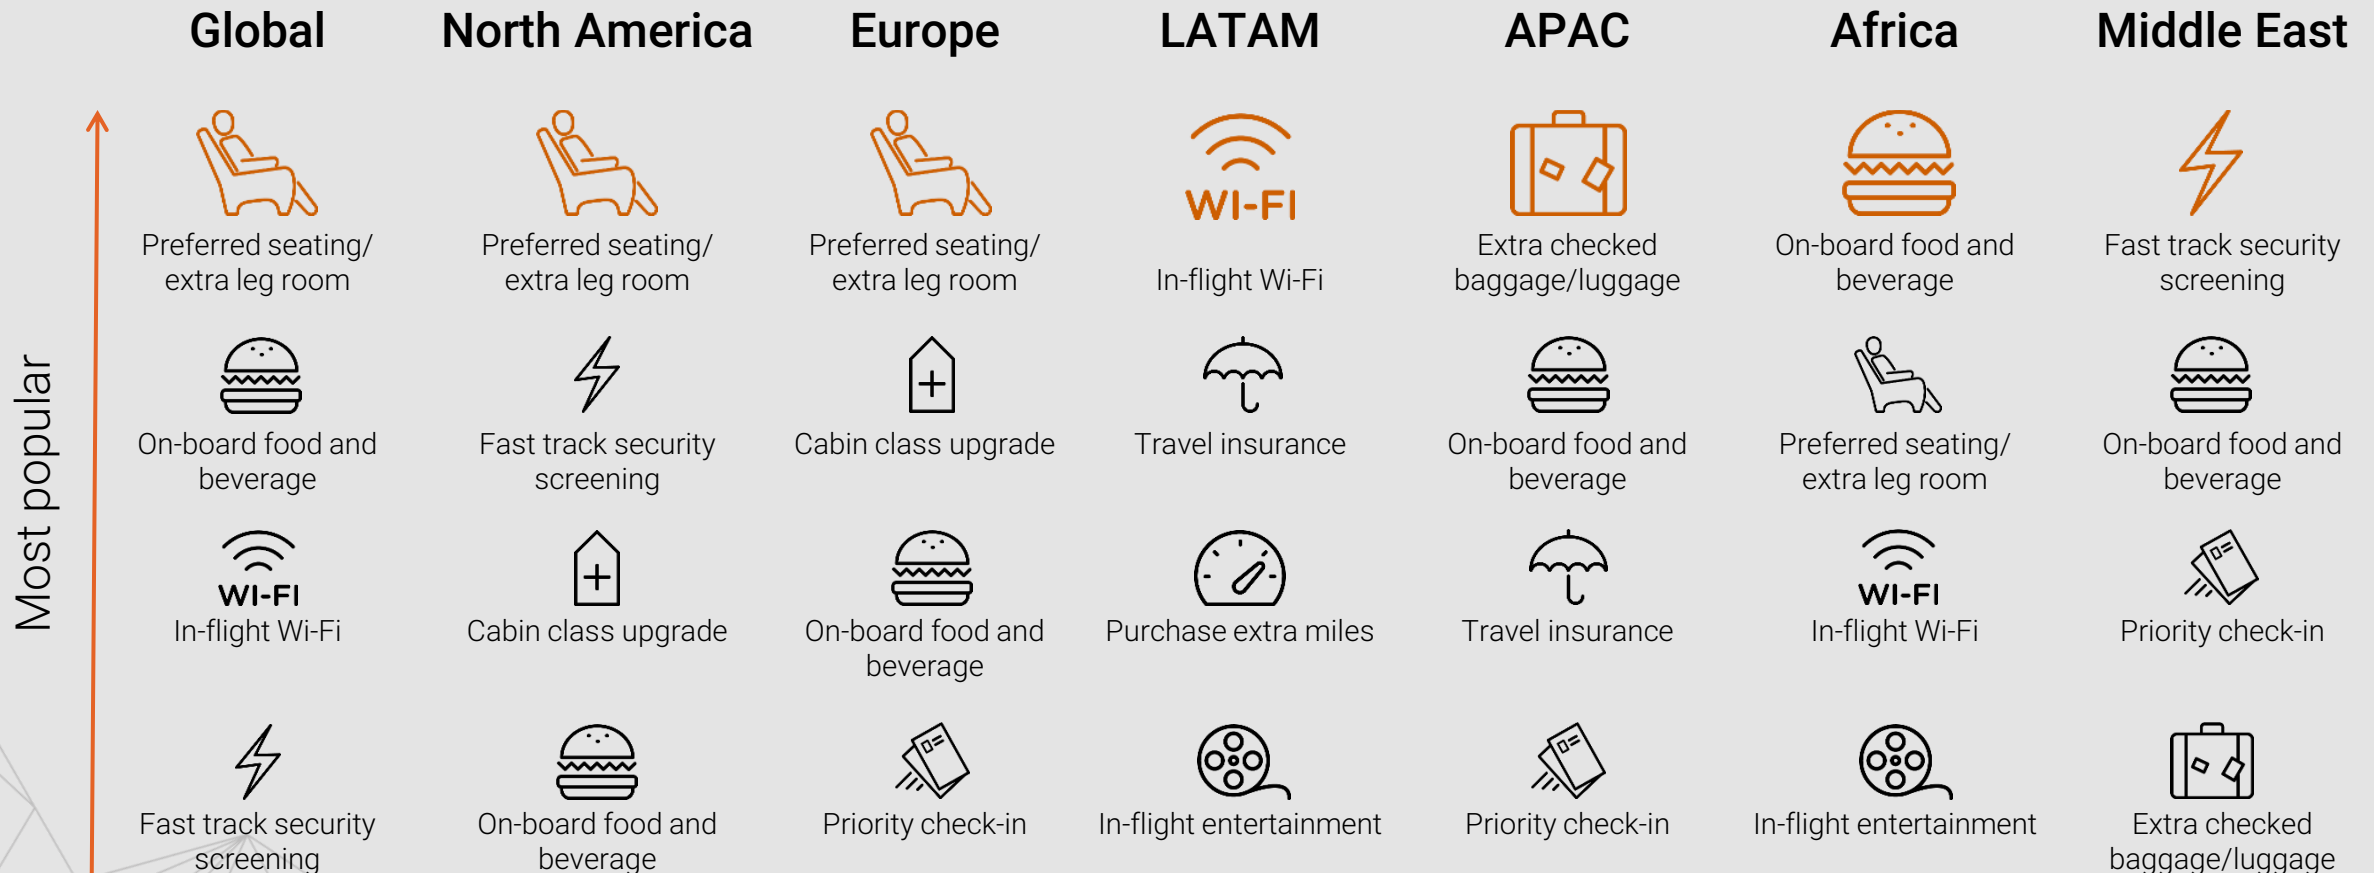 Global
North America
Europe
LATAM
APAC
Africa
Middle East
Most popular
Preferred seating/
extra leg room
Preferred seating/
extra leg room
Preferred seating/
extra leg room
WI-FI
In-flight Wi-Fi
Extra checked
baggage/luggage
On-board food and
beverage
Fast track security
screening
On-board food and
beverage
Fast track security
screening
Cabin class upgrade
Travel insurance
On-board food and
beverage
Preferred seating/
extra leg room
On-board food and
beverage
WI-FI
In-flight Wi-Fi
Cabin class upgrade
On-board food and
beverage
Purchase extra miles
Travel insurance
WI-FI
In-flight Wi-Fi
Priority check-in
Fast track security
screening
On-board food and
beverage
Priority check-in
In-flight entertainment
Priority check-in
In-flight entertainment
Extra checked
baggage/luggage